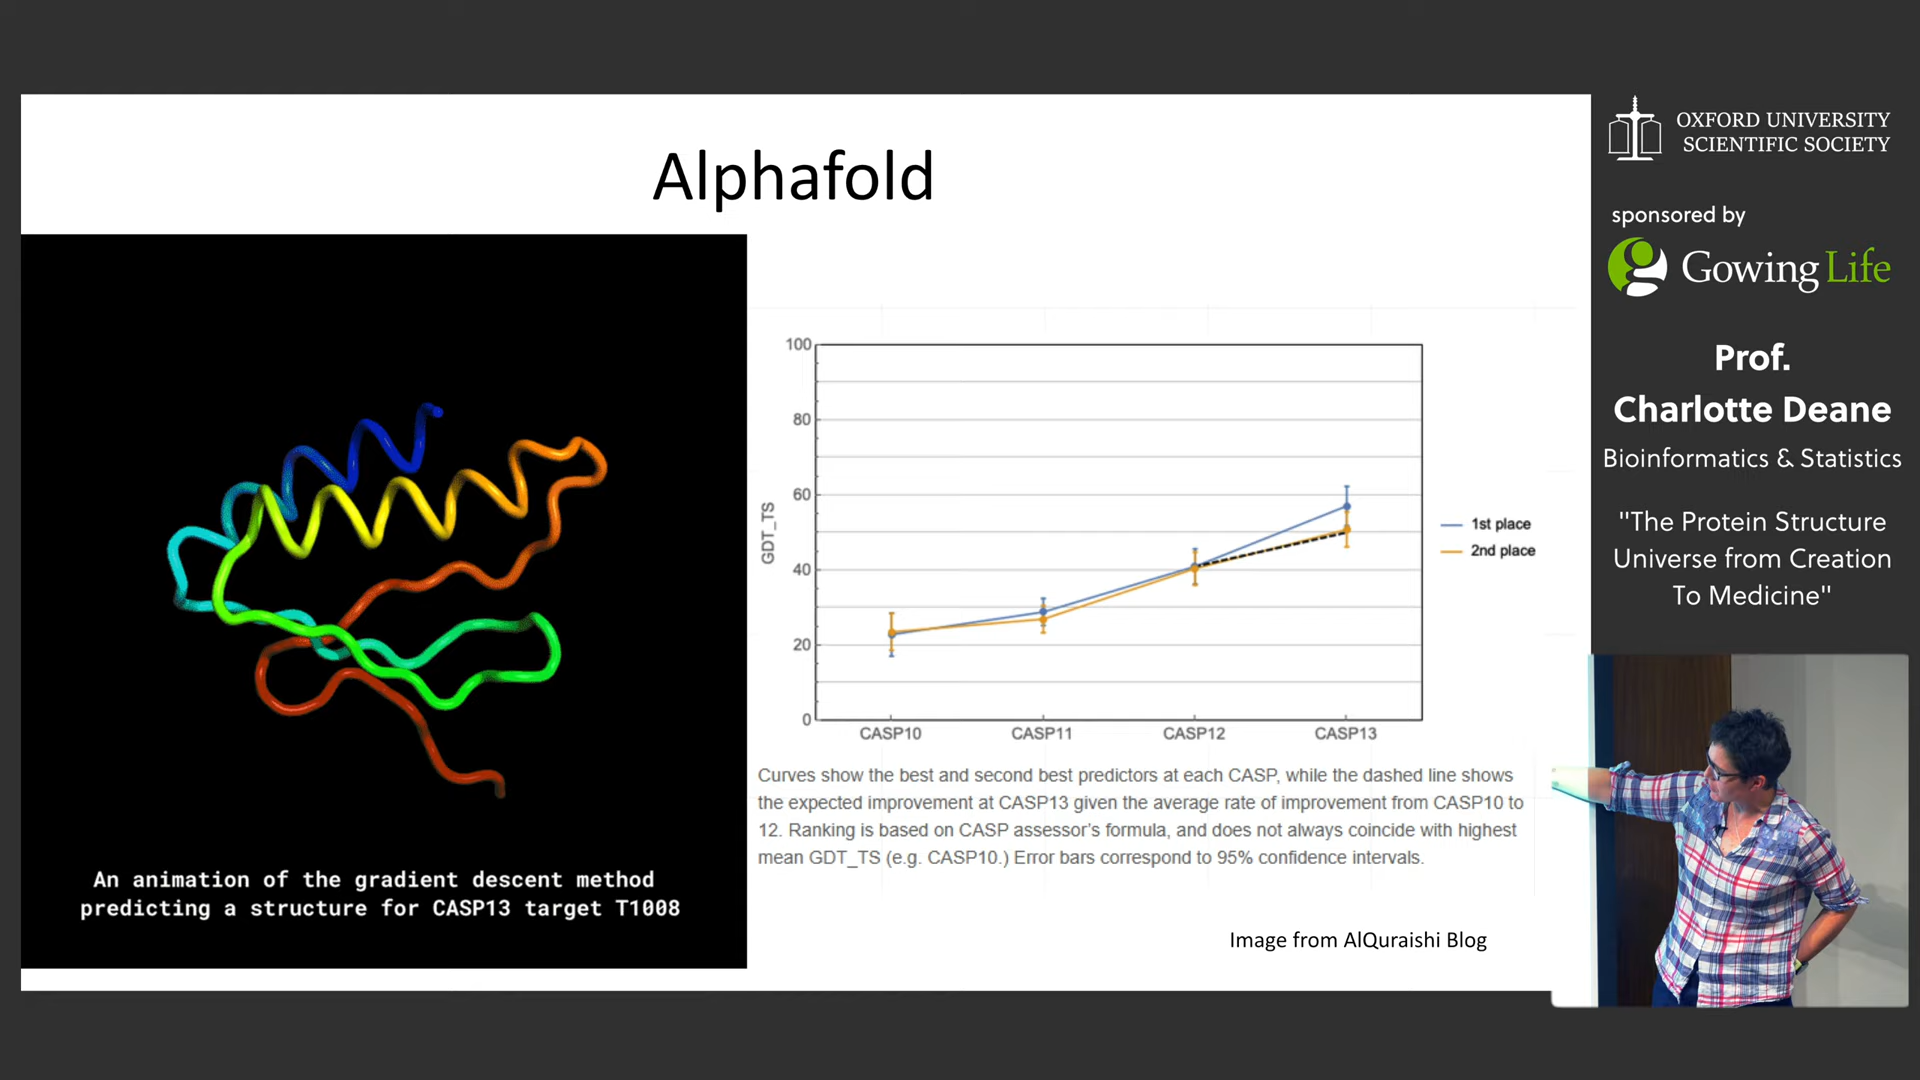 Alphafold
An animation of the gradient descent method
predicting a structure for CASP13 target T1008
100
80
60
40
20
0
GDT_TS
CASP10
CASP11
CASP12
CASP13
1st place
2nd place
Curves show the best and second best predictors at each CASP, while the dashed line shows
the expected improvement at CASP13 given the average rate of improvement from CASP10 to
12. Ranking is based on CASP assessor's formula, and does not always coincide with highest
mean GDT_TS (e.g. CASP10.) Error bars correspond to 95% confidence intervals.
Image from AlQuraishi Blog
OXFORD UNIVERSITY
SCIENTIFIC SOCIETY
sponsored by
Gowing Life
Prof.
Charlotte Deane
Bioinformatics & Statistics
"The Protein Structure
Universe from Creation
To Medicine"